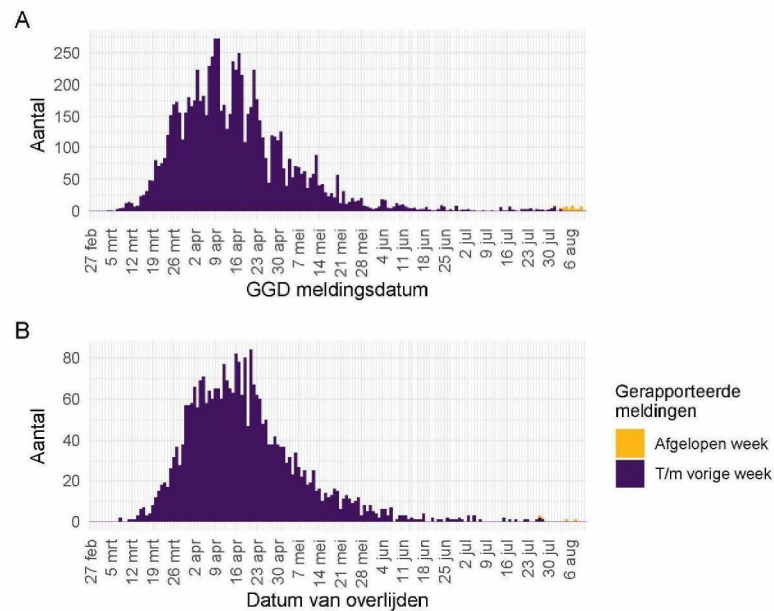 A
Aantal
250
200
150
100
50
0
27 feb
5 mrt
12 mrt
19 mrt
26 mrt
2 apr
9 apr
16 apr
23 apr
30 apr
7 mei
14 mei
21 mei
28 mei
4 jun
11 jun
18 jun
25 jun
2 jul
9 jul
16 jul
23 jul
30 jul
6 aug
GGD meldingsdatum
B
Aantal
80
60
40
20
0
27 feb
5 mrt
12 mrt
19 mrt
26 mrt
2 apr
9 apr
16 apr
23 apr
30 apr
7 mei
14 mei
21 mei
28 mei
4 jun
11 jun
18 jun
25 jun
2 jul
9 jul
16 jul
23 jul
30 jul
6 aug
Datum van overlijden
Gerapporteerde
meldingen
Afgelopen week
T/m vorige week